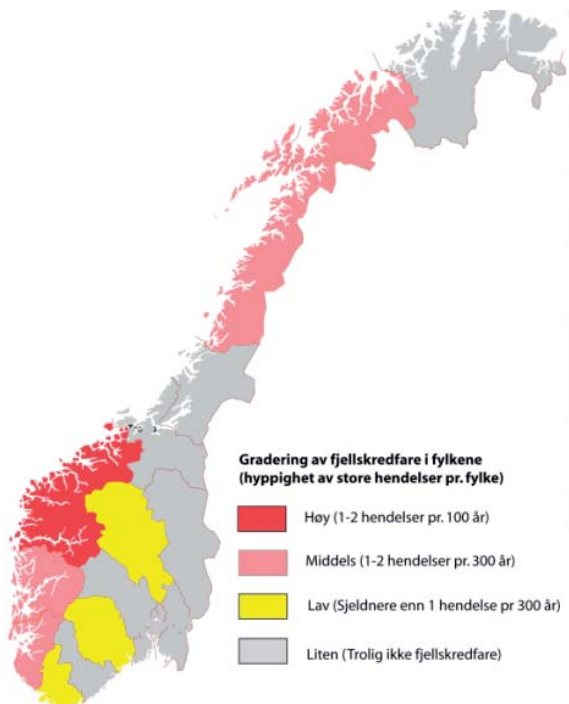 Gradering av fjellskredfare i fylkene
(hyppighet av store hendelser pr. fylke)
Høy (1-2 hendelser pr. 100 år)
Middels (1-2 hendelser pr. 300 år)
Lav (Sjeldnere enn 1 hendelse pr 300 år)
Liten (Trolig ikke fjellskredfare)